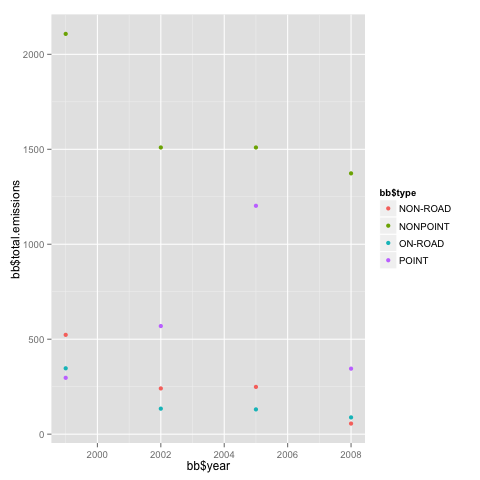 2000
1500
1000
500
0
bb$total.emissions
2000
2002
2004
2006
2008
bb$year
bb$type
NON-ROAD
NONPOINT
ON-ROAD
POINT